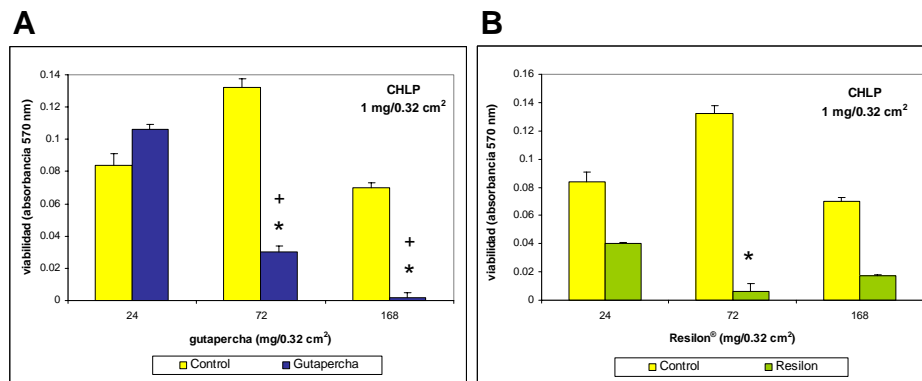 A
0.14
0.12
0.1
0.08
0.06
0.04
0.02
0
viabilidad (absorbancia 570 nm)
CHLP
1 mg/0.32 cm²
+
*
+
*
24 72 168
gutapercha (mg/0.32 cm²)
Control Gutapercha
B
0.16
0.14
0.12
0.10
0.08
0.06
0.04
0.02
0
viabilidad (absorbancia 570 nm)
CHLP
1 mg/0.32 cm²
*
24 72 168
Resilon® (mg/0.32 cm²)
Control Resilon